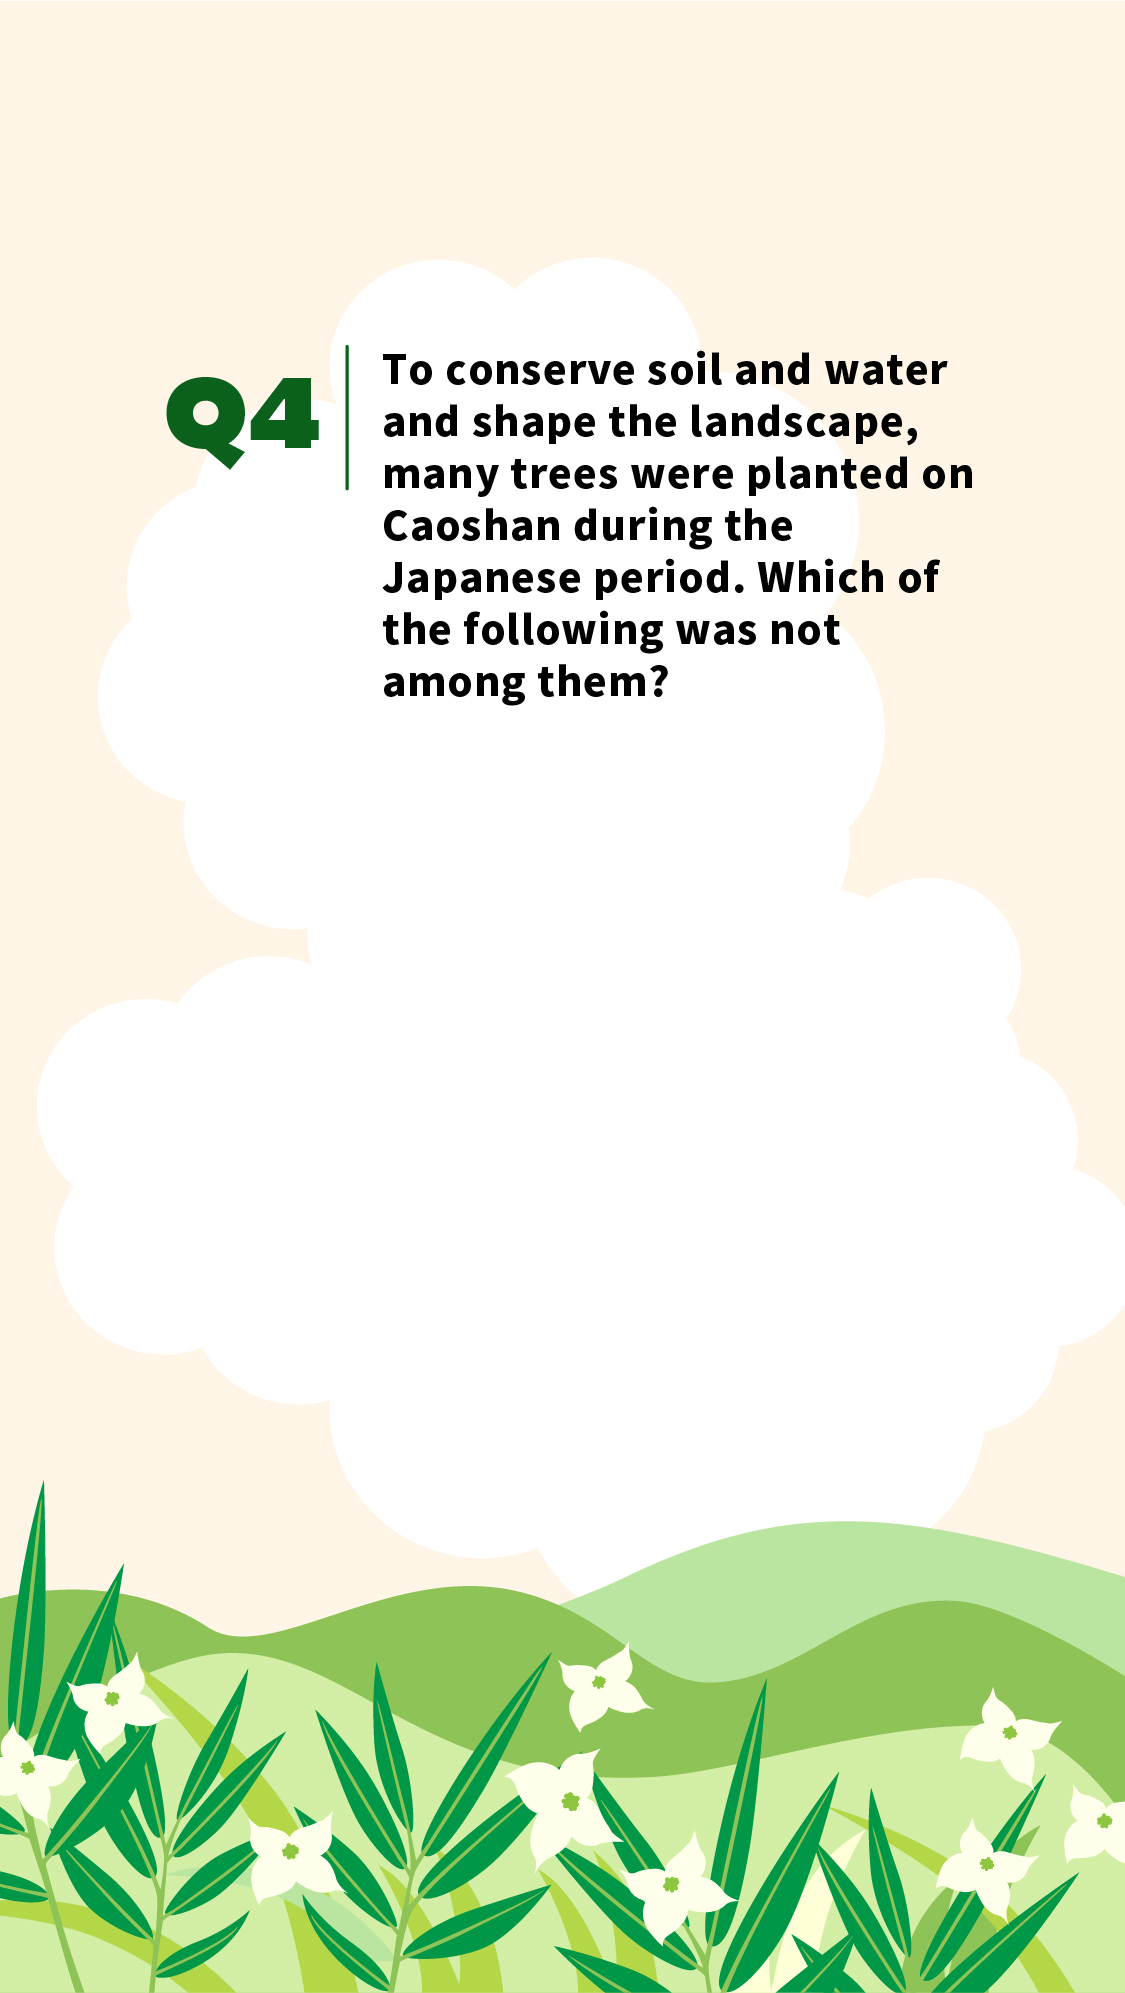 Q4
To conserve soil and water
and shape the landscape,
many trees were planted on
Caoshan during the
Japanese period. Which of
the following was not
among them?